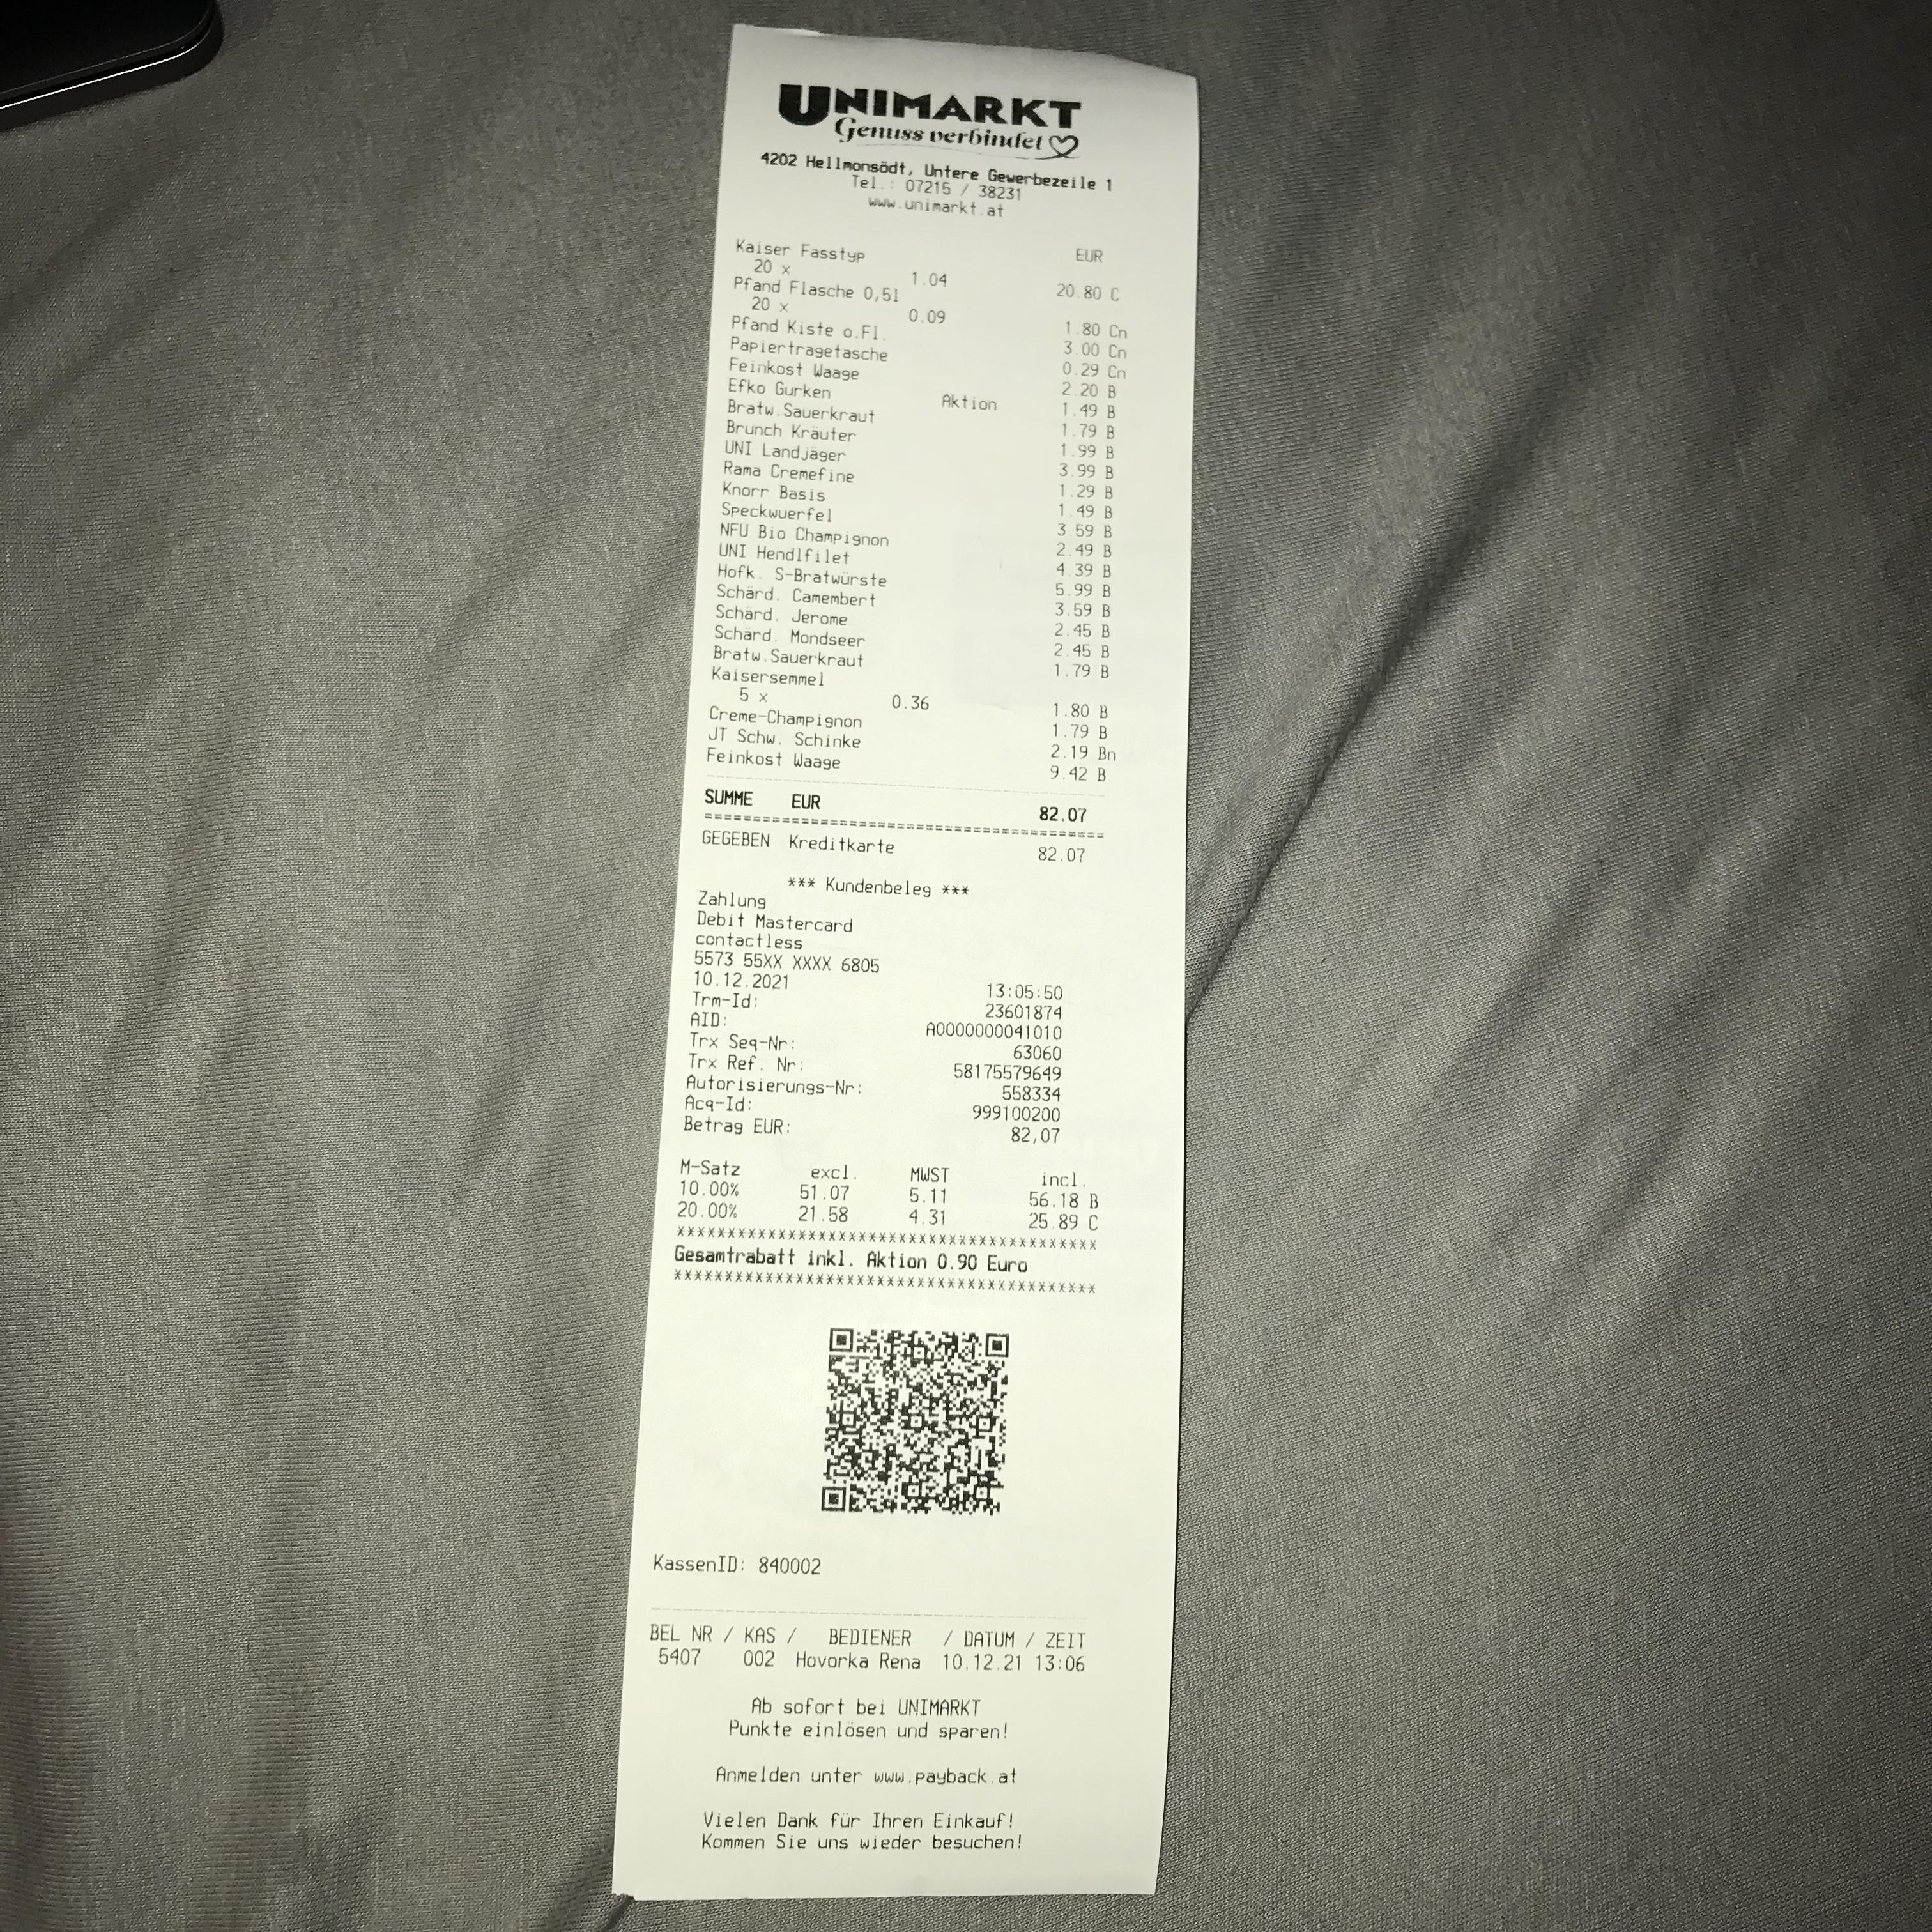 UNIMARKT
Genuss verbindet
4202 Hellmonsödt, Untere Gewerbezeile 1
Tel.: 07215 / 38231
www.unimarkt.at
EUR
Kaiser Fasstyp
20 x 1.04 20.80 C
Pfand Flasche 0,5l
20 x 0.09 1.80 Cn
Pfand Kiste o.Fl. 3.00 Cn
Papiertragetasche 0.29 Cn
Feinkost Waage 2.20 B
Efko Gurken Aktion 1.49 B
Bratw.Sauerkraut 1.79 B
Brunch Kräuter 1.99 B
UNI Landjäger 3.99 B
Rama Cremefine 1.29 B
Knorr Basis 1.49 B
Speckwuerfel 3.59 B
NFU Bio Champignon 2.49 B
UNI Hendlfilet 4.39 B
Hofk. S-Bratwürste 5.99 B
Schärd. Camembert 3.59 B
Schärd. Jerome 2.45 B
Schärd. Mondseer 2.45 B
Bratw.Sauerkraut 1.79 B
Kaisersemmel
5 x 0.36 1.80 B
Creme-Champignon 1.79 B
JT Schw. Schinke 2.19 Bn
Feinkost Waage 9.42 B
SUMME EUR 82.07
========================================
GEGEBEN Kreditkarte 82.07
*** Kundenbeleg ***
Zahlung
Debit Mastercard
contactless
5573 55XX XXXX 6805
10.12.2021 13:05:50
Trm-Id: 23601874
AID: A0000000041010
Trx Seq-Nr: 63060
Trx Ref. Nr: 58175579649
Autorisierungs-Nr: 558334
Acq-Id: 999100200
Betrag EUR: 82,07
M-Satz excl. MWST incl.
10.00% 51.07 5.11 56.18 B
20.00% 21.58 4.31 25.89 C
******************************************
Gesamtrabatt inkl. Aktion 0.90 Euro
******************************************
KassenID: 840002
BEL NR / KAS / BEDIENER / DATUM / ZEIT
5407 002 Hovorka Rena 10.12.21 13:06
Ab sofort bei UNIMARKT
Punkte einlösen und sparen!
Anmelden unter www.payback.at
Vielen Dank für Ihren Einkauf!
Kommen Sie uns wieder besuchen!